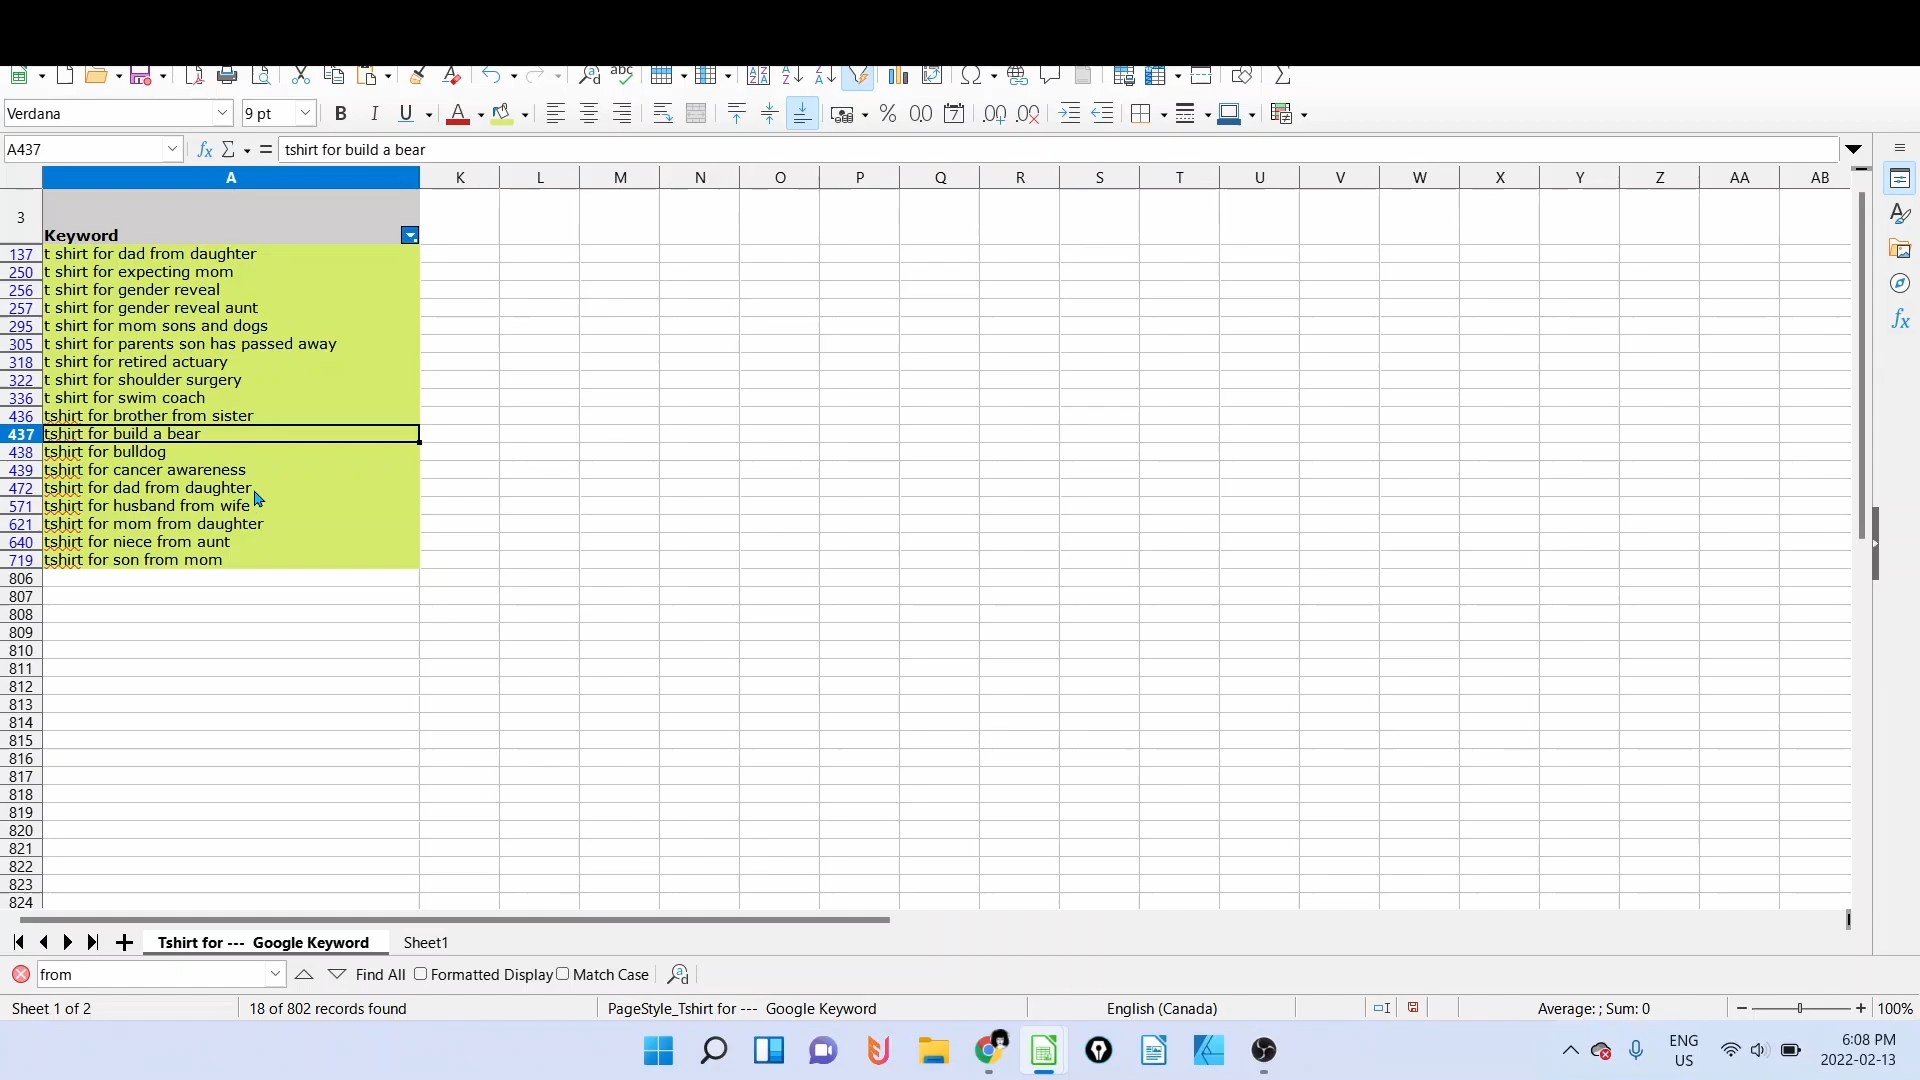 Verdana
9 pt
A437
tshirt for build a bear
A K L M N O P Q R S T U V W X Y Z AA AB
3 Keyword
137 t shirt for dad from daughter
250 t shirt for expecting mom
256 t shirt for gender reveal
257 t shirt for gender reveal aunt
295 t shirt for mom sons and dogs
305 t shirt for parents son has passed away
318 t shirt for retired actuary
322 t shirt for shoulder surgery
336 t shirt for swim coach
436 tshirt for brother from sister
437 tshirt for build a bear
438 tshirt for bulldog
439 tshirt for cancer awareness
472 tshirt for dad from daughter
571 tshirt for husband from wife
621 tshirt for mom from daughter
640 tshirt for niece from aunt
719 tshirt for son from mom
806
807
808
809
810
811
812
813
814
815
816
817
818
819
820
821
822
823
824
Tshirt for --- Google Keyword Sheet1
from Find All Formatted Display Match Case
Sheet 1 of 2 18 of 802 records found PageStyle_Tshirt for --- Google Keyword English (Canada) Average: ; Sum: 0 100%
ENG 6:08 PM
US 2022-02-13